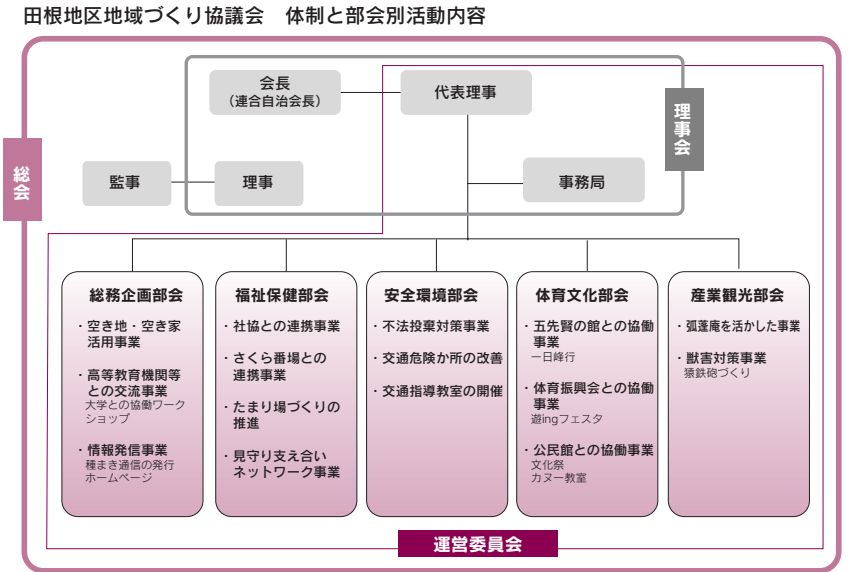 田根地区地域づくり協議会　体制と部会別活動内容
総会
会長
（連合自治会長）
代表理事
理事会
監事
理事
事務局
総務企画部会
・空き地・空き家
活用事業
・高等教育機関等
との交流事業
大学との協働ワーク
ショップ
・情報発信事業
種まき通信の発行
ホームページ
福祉保健部会
・社協との連携事業
・さくら番場との
連携事業
・たまり場づくりの
推進
・見守り支え合い
ネットワーク事業
安全環境部会
・不法投棄対策事業
・交通危険か所の改善
・交通指導教室の開催
体育文化部会
・五先賢の館との協働
事業
一日峰行
・体育振興会との協働
事業
遊ingフェスタ
・公民館との協働事業
文化祭
カヌー教室
産業観光部会
・孤篷庵を活かした事業
・獣害対策事業
猿鉄砲づくり
運営委員会